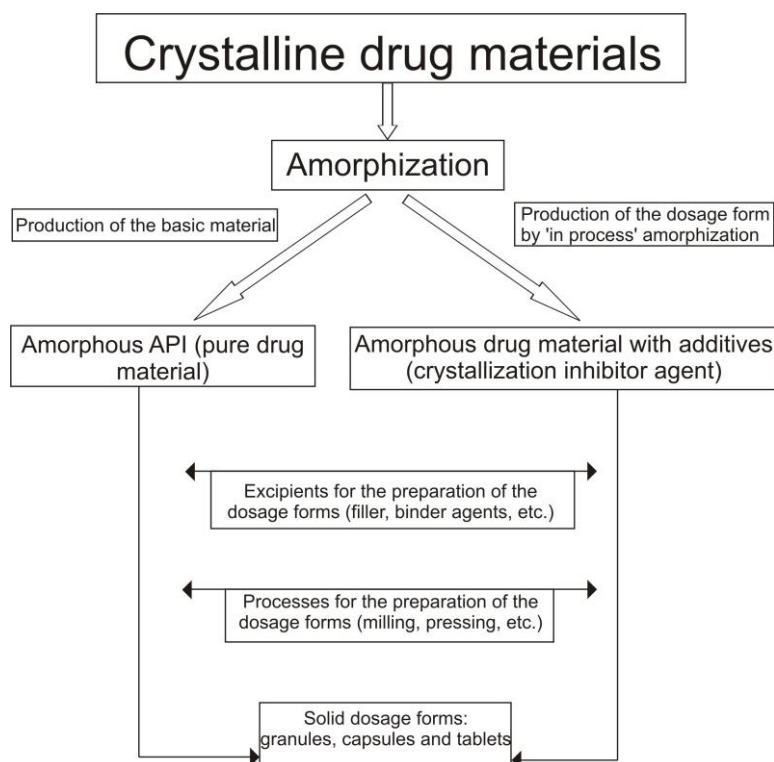 Crystalline drug materials
Amorphization
Production of the basic material
Production of the dosage form
by 'in process' amorphization
Amorphous API (pure drug
material)
Amorphous drug material with additives
(crystallization inhibitor agent)
Excipients for the preparation of the
dosage forms (filler, binder agents, etc.)
Processes for the preparation of the
dosage forms (milling, pressing, etc.)
Solid dosage forms:
granules, capsules and tablets